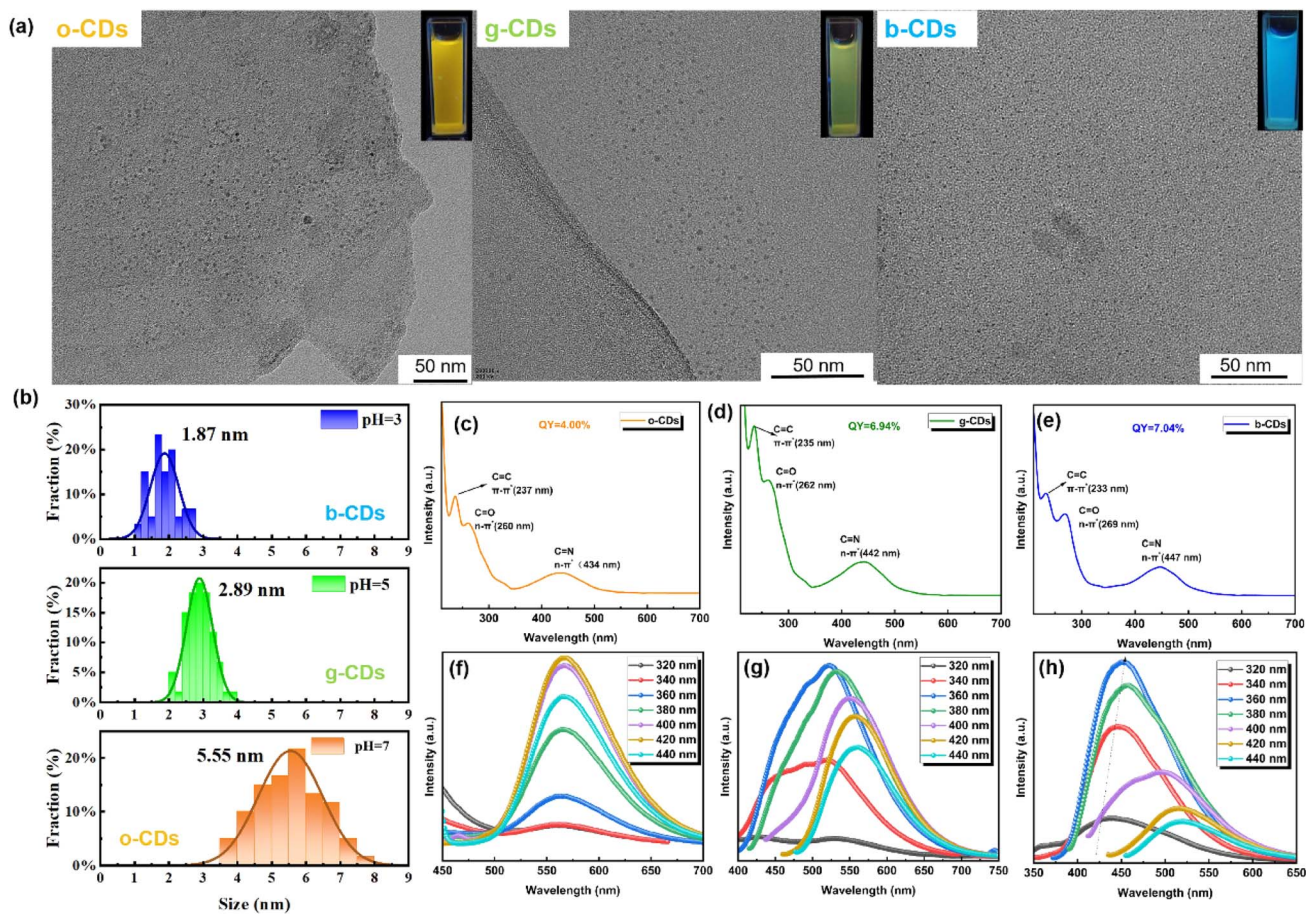 (a)
o-CDs
g-CDs
b-CDs
50 nm
50 nm
50 nm
(b)
30%
20%
10%
0%
Fraction (%)
1.87 nm
pH=3
b-CDs
0 1 2 3 4 5 6 7 8 9
20%
15%
10%
5%
0%
Fraction (%)
2.89 nm
pH=5
g-CDs
0 1 2 3 4 5 6 7 8 9
20%
10%
0%
Fraction (%)
5.55 nm
pH=7
o-CDs
0 1 2 3 4 5 6 7 8 9
Size (nm)
(c)
QY=4.00%
o-CDs
C=C
π-π*(237 nm)
C=O
n-π*(260 nm)
C=N
n-π*（434 nm)
Intensity (a.u.)
300 400 500 600 700
Wavelength (nm)
(d)
QY=6.94%
g-CDs
C=C
π-π*(235 nm)
C=O
n-π*(262 nm)
C=N
n-π*(442 nm)
Intensity (a.u.)
300 400 500 600 700
Wavelength (nm)
(e)
QY=7.04%
b-CDs
C=C
π-π*(233 nm)
C=O
n-π*(269 nm)
C=N
n-π*(447 nm)
Intensity (a.u.)
300 400 500 600 700
Wavelength (nm)
(f)
320 nm
340 nm
360 nm
380 nm
400 nm
420 nm
440 nm
Intensity (a.u.)
450 500 550 600 650 700
Wavelength (nm)
(g)
320 nm
340 nm
360 nm
380 nm
400 nm
420 nm
440 nm
Intensity (a.u.)
400 450 500 550 600 650 700 750
Wavelength (nm)
(h)
320 nm
340 nm
360 nm
380 nm
400 nm
420 nm
440 nm
Intensity (a.u.)
350 400 450 500 550 600 650
Wavelength (nm)